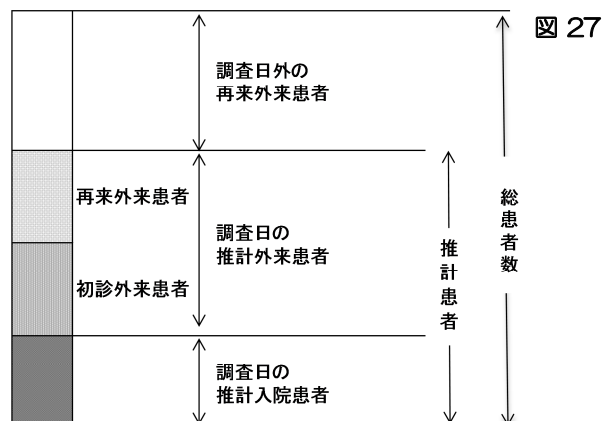 図 27
調査日外の
再来外来患者
再来外来患者
調査日の
推計外来患者
初診外来患者
調査日の
推計入院患者
推計患者
総患者数